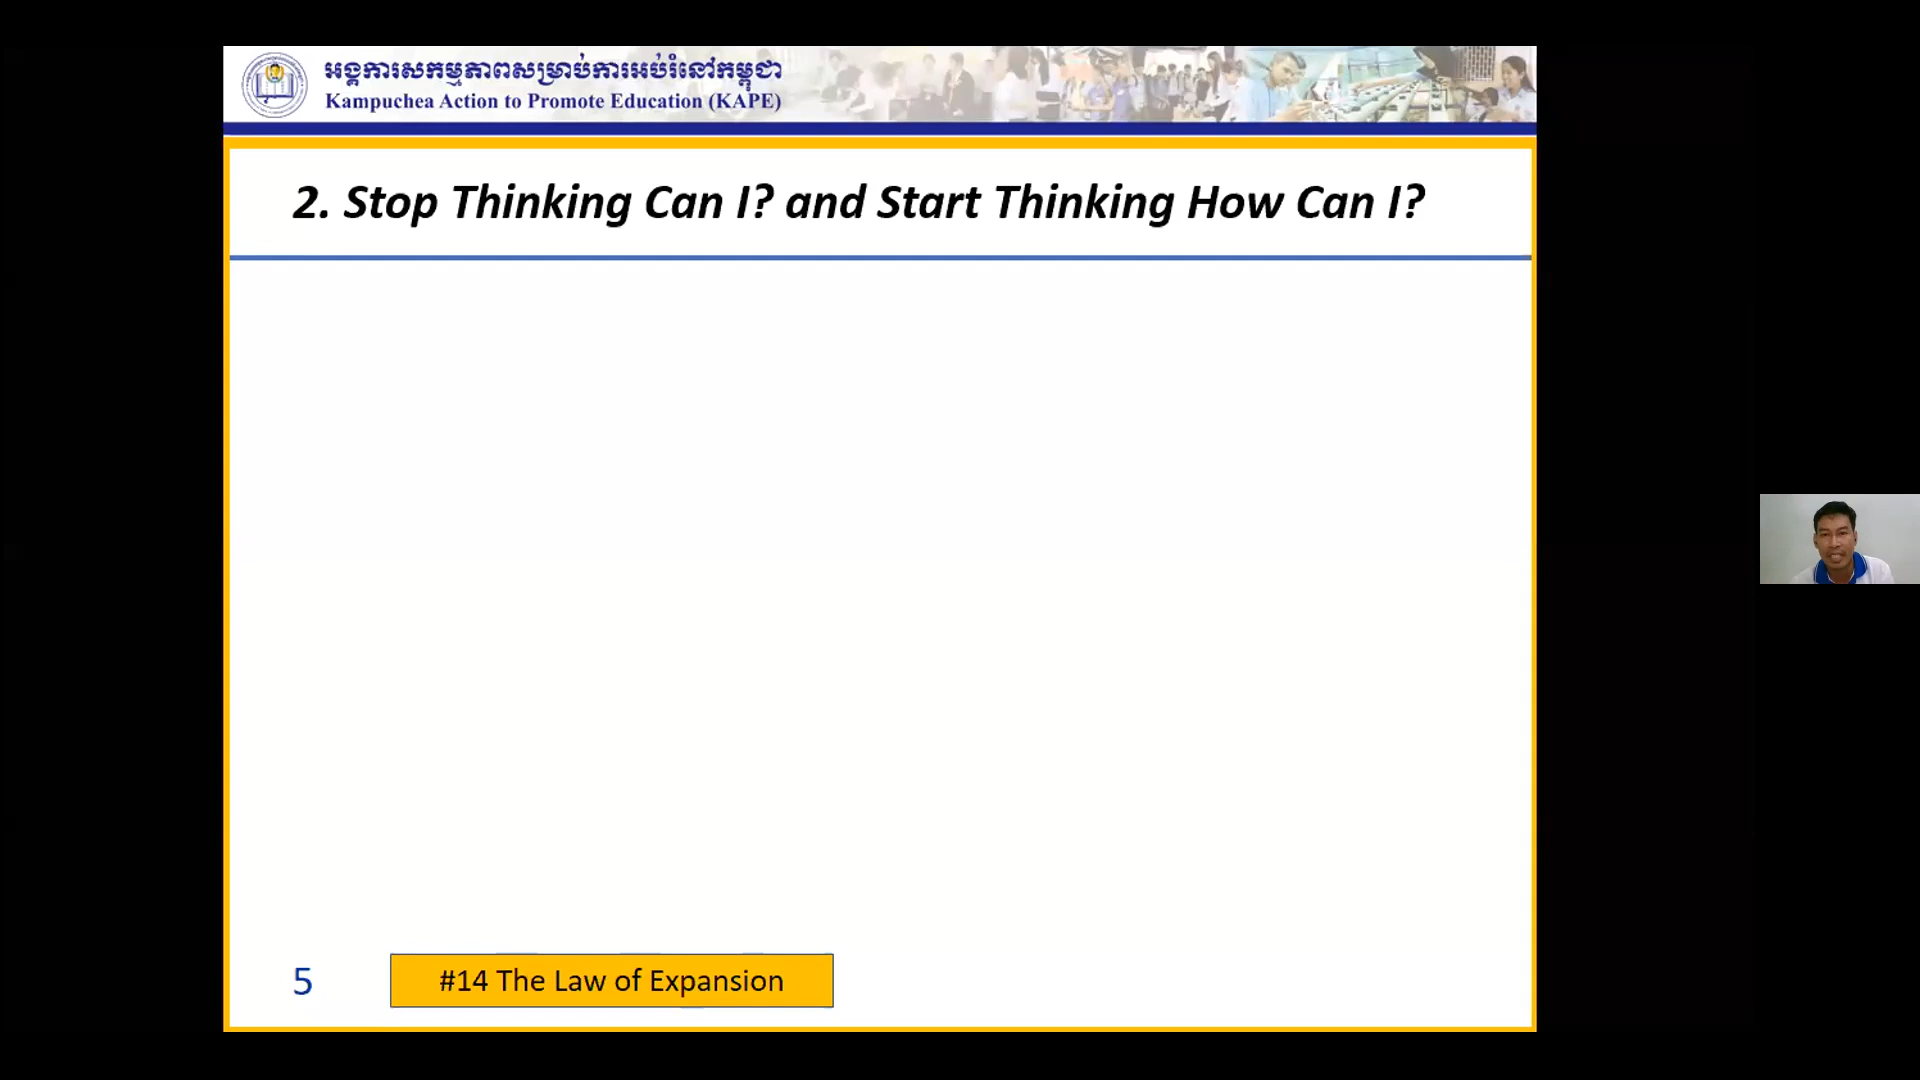 អង្គការសកម្មភាពសម្រាប់ការអប់រំនៅកម្ពុជា
Kampuchea Action to Promote Education (KAPE)
2. Stop Thinking Can I? and Start Thinking How Can I?
5
#14 The Law of Expansion